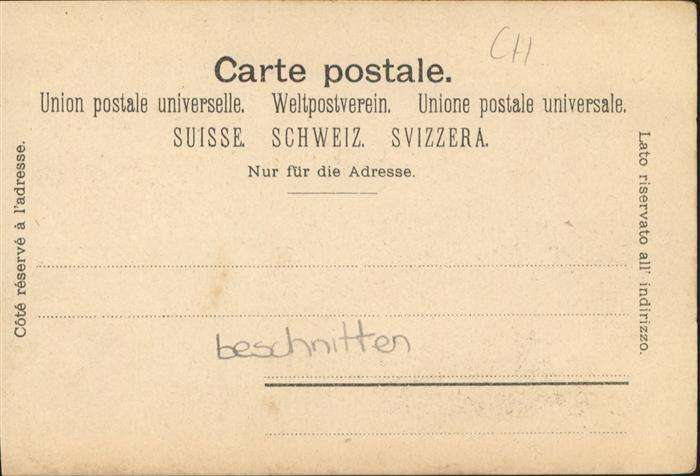 CH
Carte postale.
Union postale universelle. Weltpostverein. Unione postale universale.
SUISSE. SCHWEIZ. SVIZZERA.
Nur für die Adresse.
Côté réservé à l'adresse.
Lato riservato all' indirizzo.
beschnitten